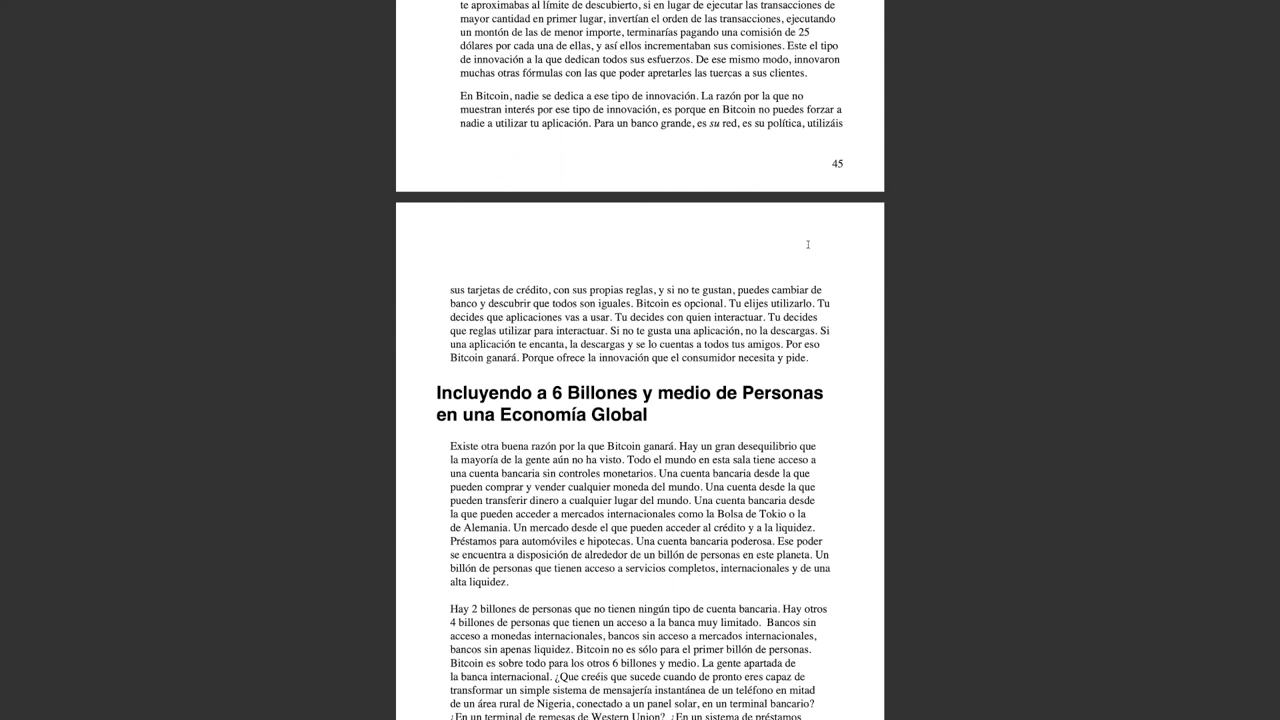 te aproximabas al límite de descubierto, si en lugar de ejecutar las transacciones de
mayor cantidad en primer lugar, invertían el orden de las transacciones, ejecutando
un montón de las de menor importe, terminarías pagando una comisión de 25
dólares por cada una de ellas, y así ellos incrementaban sus comisiones. Este el tipo
de innovación a la que dedican todos sus esfuerzos. De ese mismo modo, innovaron
muchas otras fórmulas con las que poder apretarles las tuercas a sus clientes.
En Bitcoin, nadie se dedica a ese tipo de innovación. La razón por la que no
muestran interés por ese tipo de innovación, es porque en Bitcoin no puedes forzar a
nadie a utilizar tu aplicación. Para un banco grande, es su red, es su política, utilizáis
45
sus tarjetas de crédito, con sus propias reglas, y si no te gustan, puedes cambiar de
banco y descubrir que todos son iguales. Bitcoin es opcional. Tu elijes utilizarlo. Tu
decides que aplicaciones vas a usar. Tu decides con quien interactuar. Tu decides
que reglas utilizar para interactuar. Si no te gusta una aplicación, no la descargas. Si
una aplicación te encanta, la descargas y se lo cuentas a todos tus amigos. Por eso
Bitcoin ganará. Porque ofrece la innovación que el consumidor necesita y pide.
Incluyendo a 6 Billones y medio de Personas
en una Economía Global
Existe otra buena razón por la que Bitcoin ganará. Hay un gran desequilibrio que
la mayoría de la gente aún no ha visto. Todo el mundo en esta sala tiene acceso a
una cuenta bancaria sin controles monetarios. Una cuenta bancaria desde la que
pueden comprar y vender cualquier moneda del mundo. Una cuenta desde la que
pueden transferir dinero a cualquier lugar del mundo. Una cuenta bancaria desde
la que pueden acceder a mercados internacionales como la Bolsa de Tokio o la
de Alemania. Un mercado desde el que pueden acceder al crédito y a la liquidez.
Préstamos para automóviles e hipotecas. Una cuenta bancaria poderosa. Ese poder
se encuentra a disposición de alrededor de un billón de personas en este planeta. Un
billón de personas que tienen acceso a servicios completos, internacionales y de una
alta liquidez.
Hay 2 billones de personas que no tienen ningún tipo de cuenta bancaria. Hay otros
4 billones de personas que tienen un acceso a la banca muy limitado. Bancos sin
acceso a monedas internacionales, bancos sin acceso a mercados internacionales,
bancos sin apenas liquidez. Bitcoin no es sólo para el primer billón de personas.
Bitcoin es sobre todo para los otros 6 billones y medio. La gente apartada de
la banca internacional. ¿Que creéis que sucede cuando de pronto eres capaz de
transformar un simple sistema de mensajería instantánea de un teléfono en mitad
de un área rural de Nigeria, conectado a un panel solar, en un terminal bancario?
¿En un terminal de remesas de Western Union? ¿En un sistema de préstamos